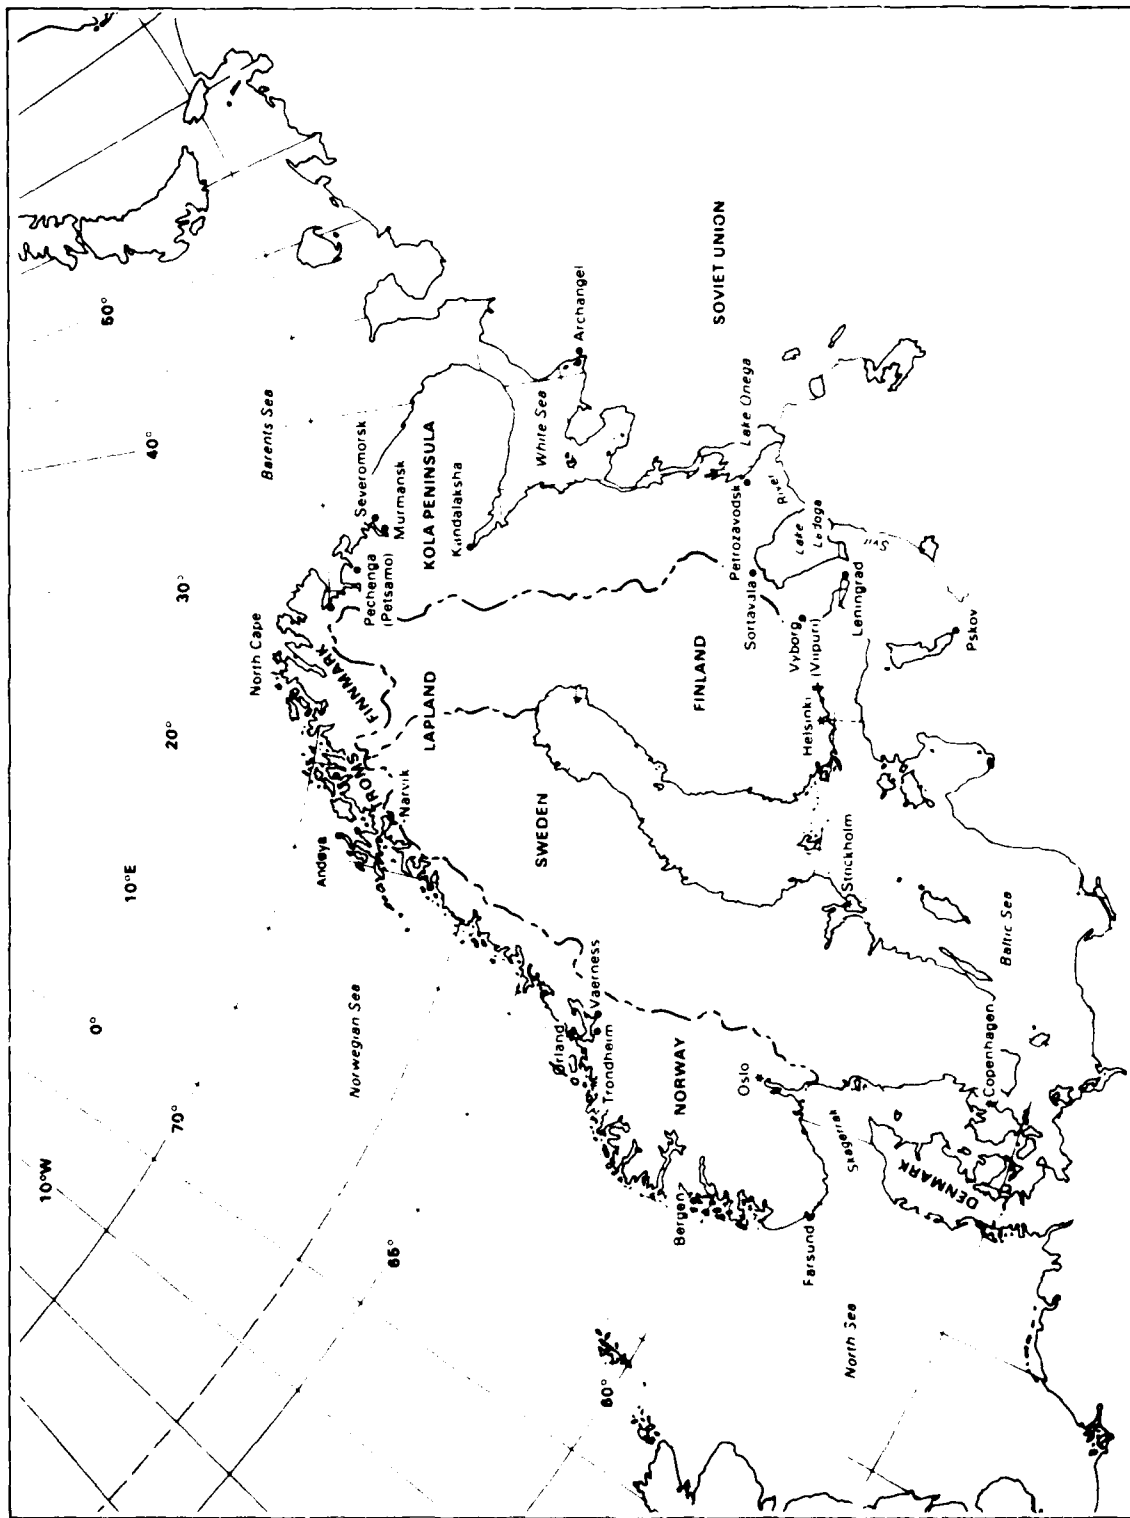 10°W
0°
10°E
20°
30°
40°
50°
70°
65°
60°
Barents Sea
Norwegian Sea
North Cape
Severomorsk
Murmansk
Pechenga
(Petsamo)
FINNMARK
TROMS
Andøya
Narvik
KOLA PENINSULA
Kandalaksha
LAPLAND
White Sea
Archangel
SOVIET UNION
SWEDEN
FINLAND
Ørland
Vaerness
Trondheim
NORWAY
Bergen
Oslo
Farsund
Lake Onega
Petrozavodsk
River
Svir
Lake
Ladoga
Sortavala
Vyborg
(Viipuri)
Leningrad
Helsinki
Pskov
Stockholm
Skagerrak
DENMARK
Copenhagen
Baltic Sea
North Sea